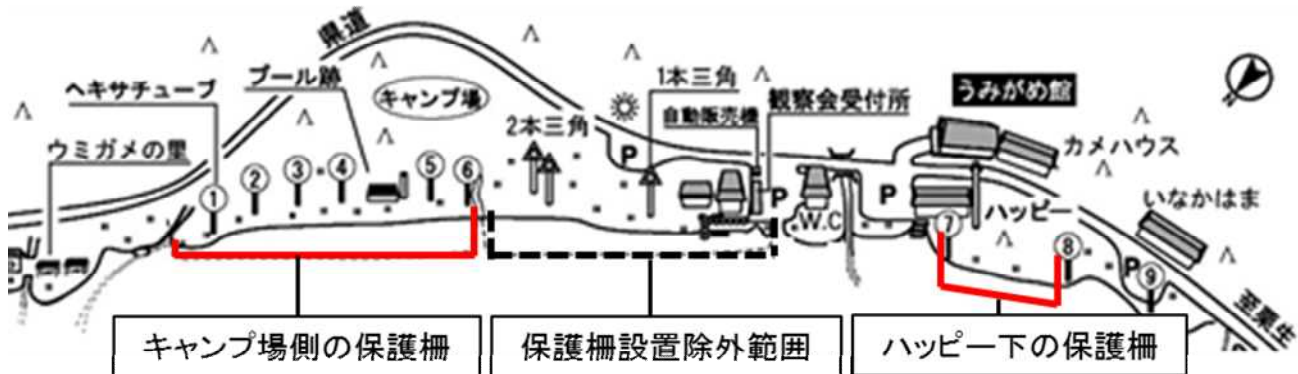 県道
ヘキサチューブ
プール跡
キャンプ場
ウミガメの里
2本三角
1本三角
自動販売機
観察会受付所
うみがめ館
カメハウス
いなかはま
ハッピー
至栗生
W.C
P
P
P
P
N
1
2
3
4
5
6
7
8
9
キャンプ場側の保護柵
保護柵設置除外範囲
ハッピー下の保護柵